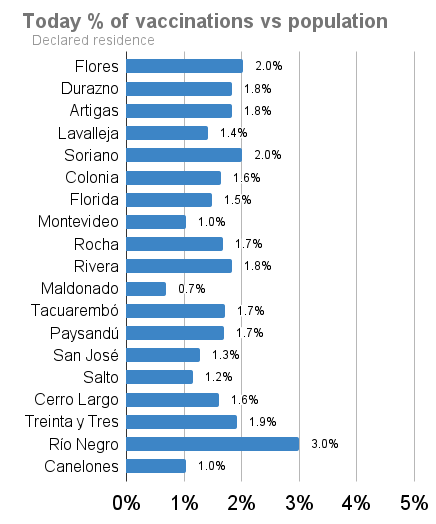 Today % of vaccinations vs population
Declared residence
Flores 2.0%
Durazno 1.8%
Artigas 1.8%
Lavalleja 1.4%
Soriano 2.0%
Colonia 1.6%
Florida 1.5%
Montevideo 1.0%
Rocha 1.7%
Rivera 1.8%
Maldonado 0.7%
Tacuarembó 1.7%
Paysandú 1.7%
San José 1.3%
Salto 1.2%
Cerro Largo 1.6%
Treinta y Tres 1.9%
Río Negro 3.0%
Canelones 1.0%
0% 1% 2% 3% 4% 5%